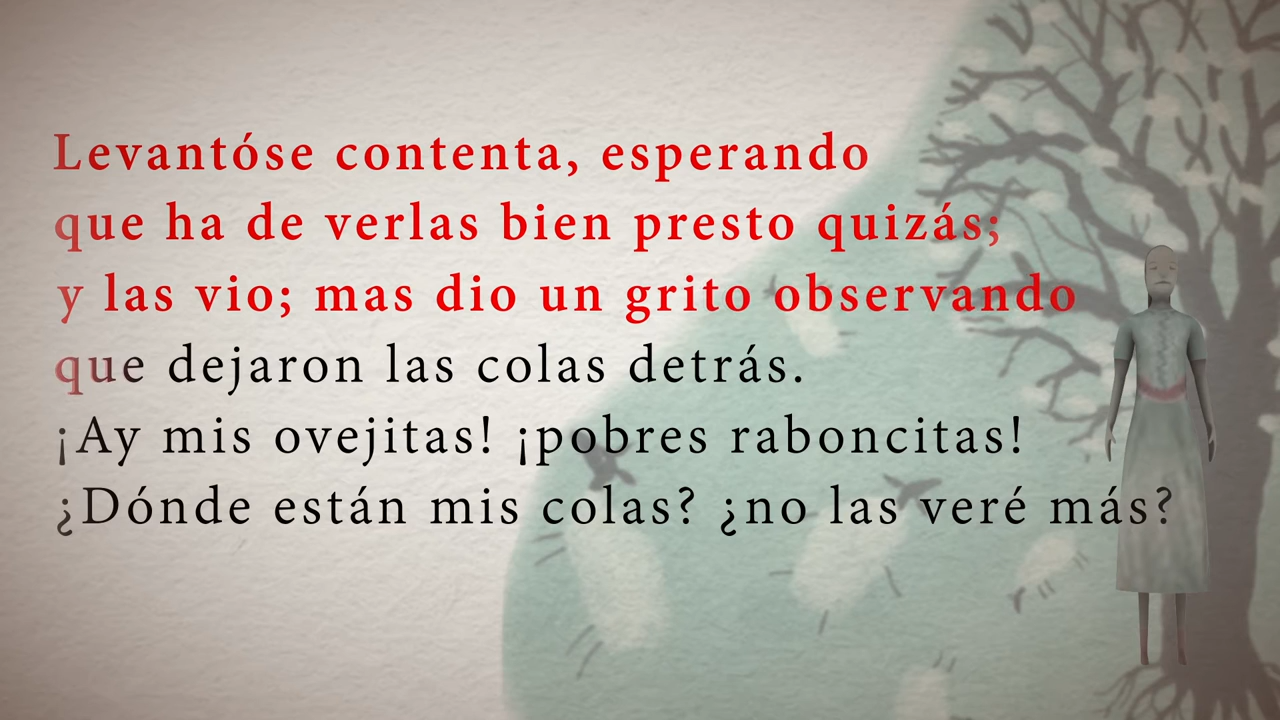 Levantóse contenta, esperando
que ha de verlas bien presto quizás;
y las vio; mas dio un grito observando
que dejaron las colas detrás.
¡Ay mis ovejitas! ¡pobres raboncitas!
¿Dónde están mis colas? ¿no las veré más?